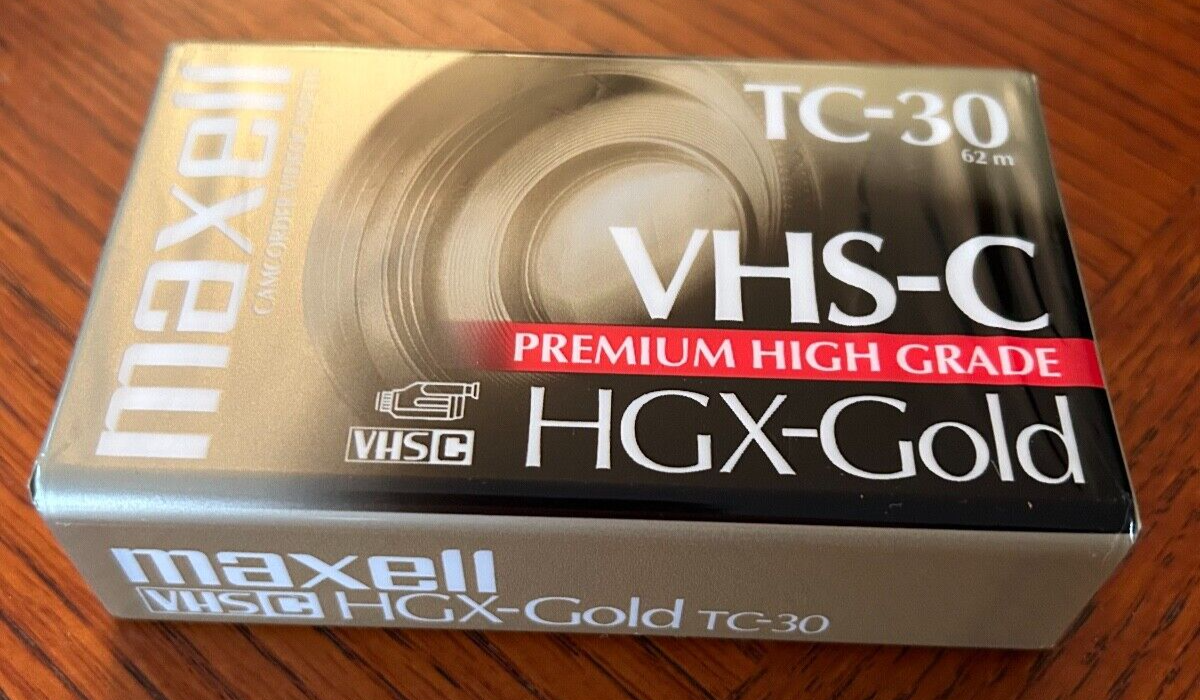 maxell
CAMCORDER VIDEOCASSETTE
TC-30
62 m
VHS-C
PREMIUM HIGH GRADE
VHS C
HGX-Gold
maxell
VHS C HGX-Gold TC-30